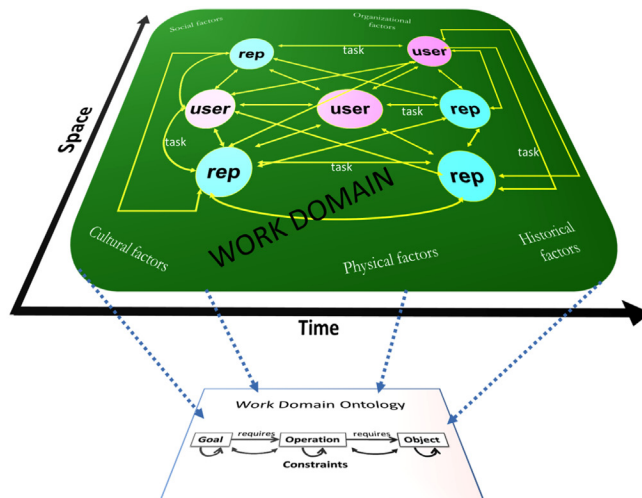 Social factors
Organizational factors
rep
task
user
user
user
task
rep
task
rep
task
rep
task
Space
WORK DOMAIN
Cultural factors
Physical factors
Historical factors
Time
Work Domain Ontology
Goal
requires
Operation
requires
Object
Constraints